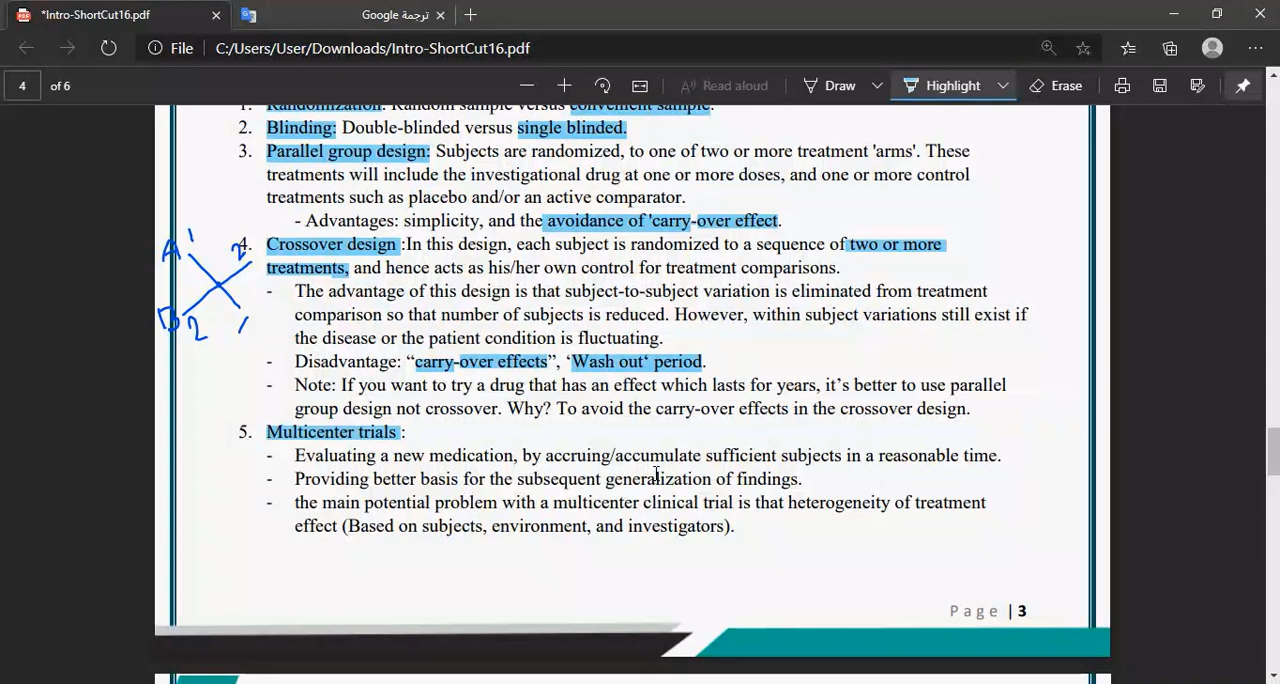 *Intro-ShortCut16.pdf
ترجمة Google
File C:/Users/User/Downloads/Intro-ShortCut16.pdf
4 of 6 Read aloud Draw Highlight Erase
1. Randomization: Random sample versus convenient sample.
2. Blinding: Double-blinded versus single blinded.
3. Parallel group design: Subjects are randomized, to one of two or more treatment 'arms'. These
treatments will include the investigational drug at one or more doses, and one or more control
treatments such as placebo and/or an active comparator.
- Advantages: simplicity, and the avoidance of 'carry-over effect.
4. Crossover design :In this design, each subject is randomized to a sequence of two or more
treatments, and hence acts as his/her own control for treatment comparisons.
A 1 2
B 2 1
- The advantage of this design is that subject-to-subject variation is eliminated from treatment
comparison so that number of subjects is reduced. However, within subject variations still exist if
the disease or the patient condition is fluctuating.
- Disadvantage: “carry-over effects”, ‘Wash out‘ period.
- Note: If you want to try a drug that has an effect which lasts for years, it’s better to use parallel
group design not crossover. Why? To avoid the carry-over effects in the crossover design.
5. Multicenter trials :
- Evaluating a new medication, by accruing/accumulate sufficient subjects in a reasonable time.
- Providing better basis for the subsequent generalization of findings.
- the main potential problem with a multicenter clinical trial is that heterogeneity of treatment
effect (Based on subjects, environment, and investigators).
Page | 3